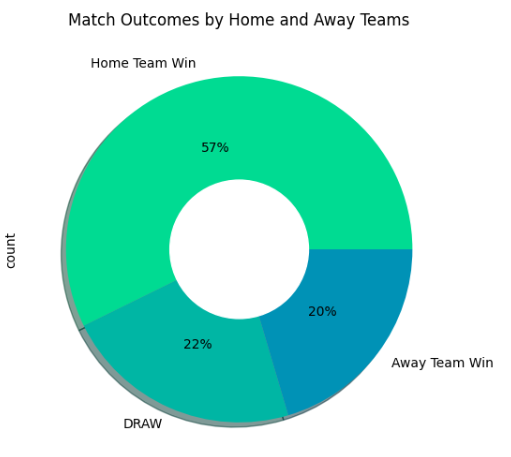 Match Outcomes by Home and Away Teams
Home Team Win
57%
count
20%
22%
Away Team Win
DRAW